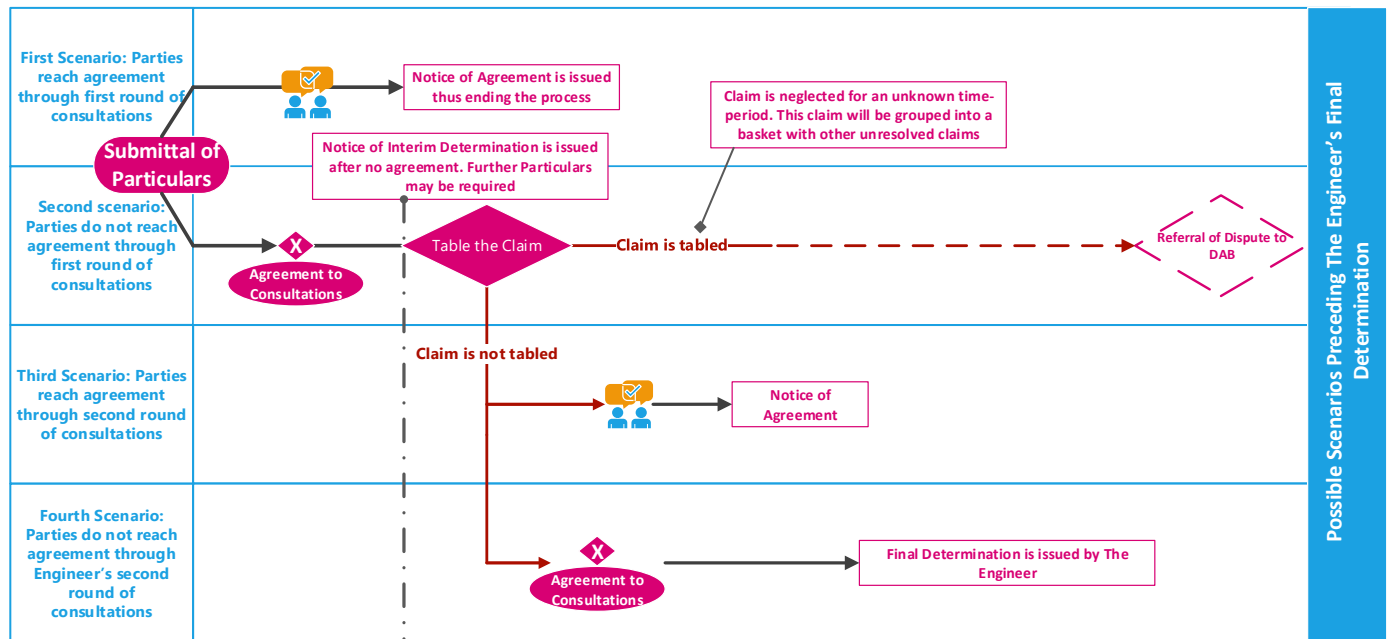 First Scenario: Parties
reach agreement
through first round of
consultations
Notice of Agreement is issued
thus ending the process
Claim is neglected for an unknown time-
period. This claim will be grouped into a
basket with other unresolved claims
Submittal of
Particulars
Notice of Interim Determination is issued
after no agreement. Further Particulars
may be required
Second scenario:
Parties do not reach
agreement through
first round of
consultations
X
Agreement to
Consultations
Table the Claim
Claim is tabled
Referral of Dispute to
DAB
Claim is not tabled
Third Scenario: Parties
reach agreement
through second round
of consultations
Notice of
Agreement
Fourth Scenario:
Parties do not reach
agreement through
Engineer's second
round of
consultations
X
Agreement to
Consultations
Final Determination is issued by The
Engineer
Possible Scenarios Preceding The Engineer's Final
Determination